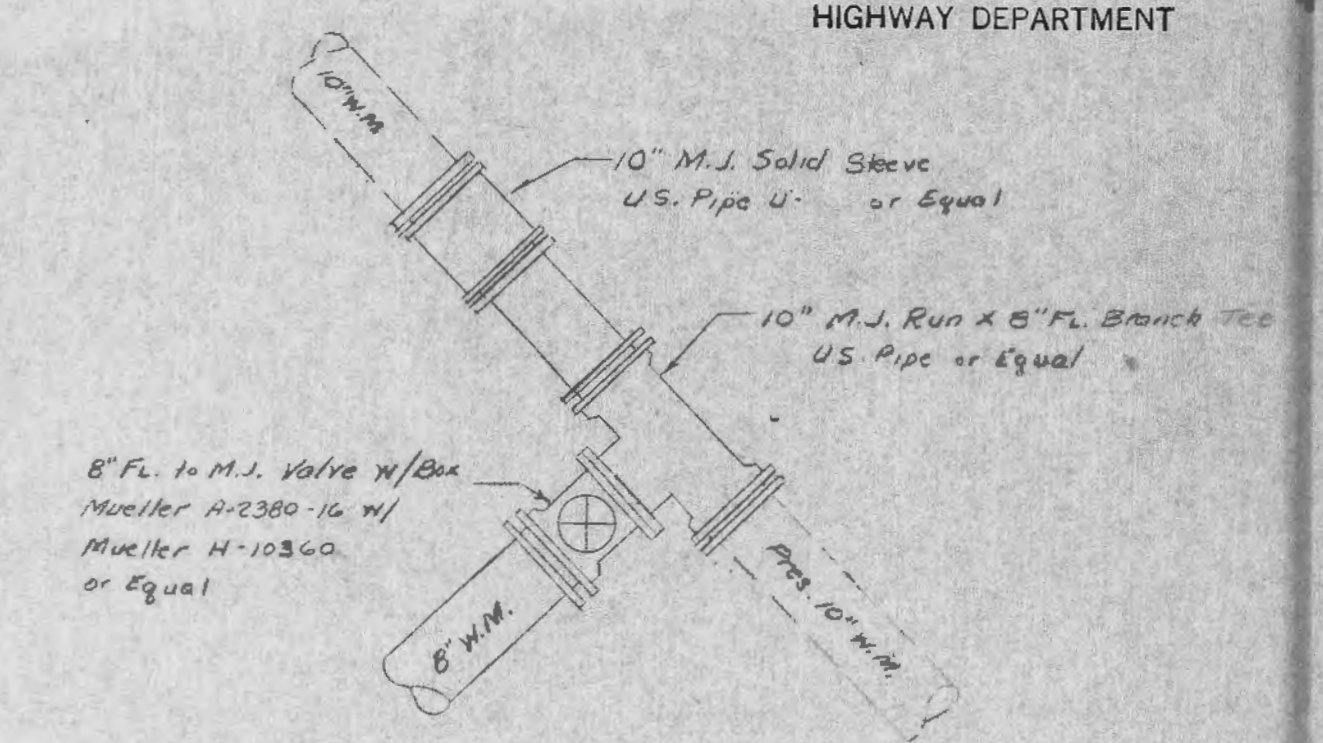 HIGHWAY DEPARTMENT
10" W.M.
10" M.J. Solid Sleeve
U.S. Pipe U- or Equal
10" M.J. Run X 8" FL. Branch Tee
U.S. Pipe or Equal
8" FL. to M.J. Valve W/Box
Mueller A-2380-16 W/
Mueller H-10360
or Equal
8" W.M.
Pres. 10" W.M.